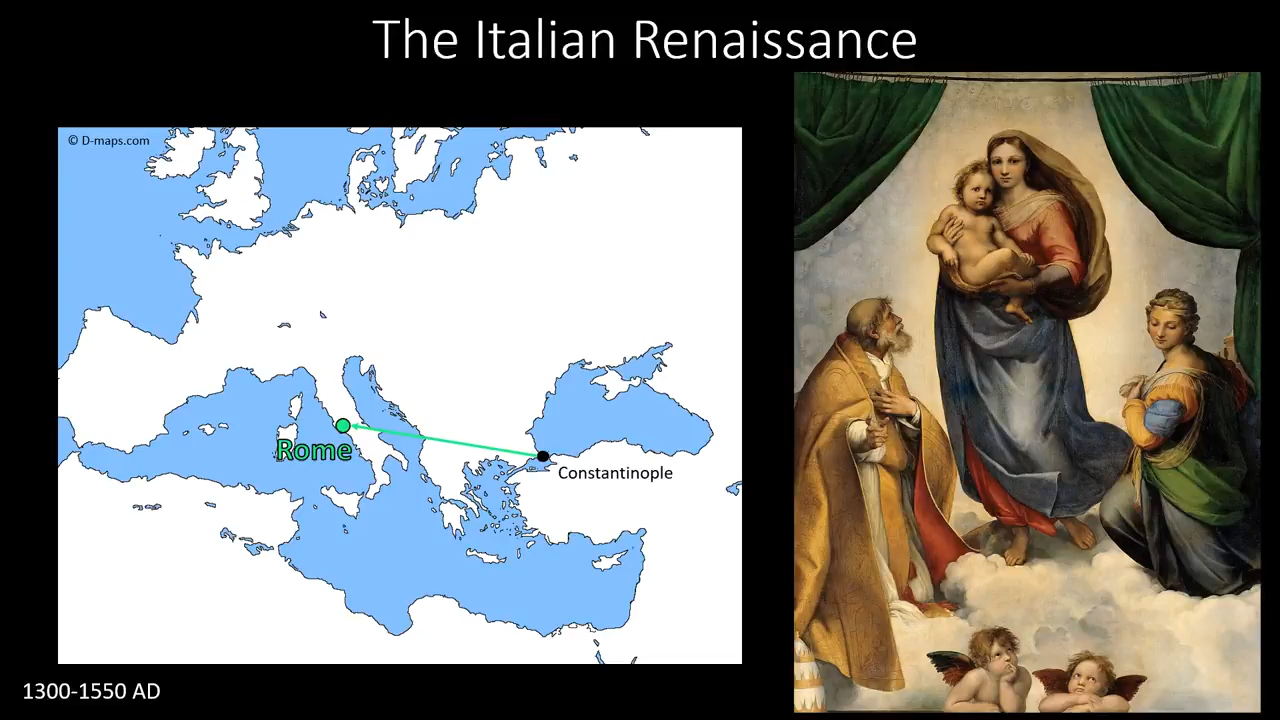 The Italian Renaissance
© D-maps.com
Rome
Constantinople
1300-1550 AD